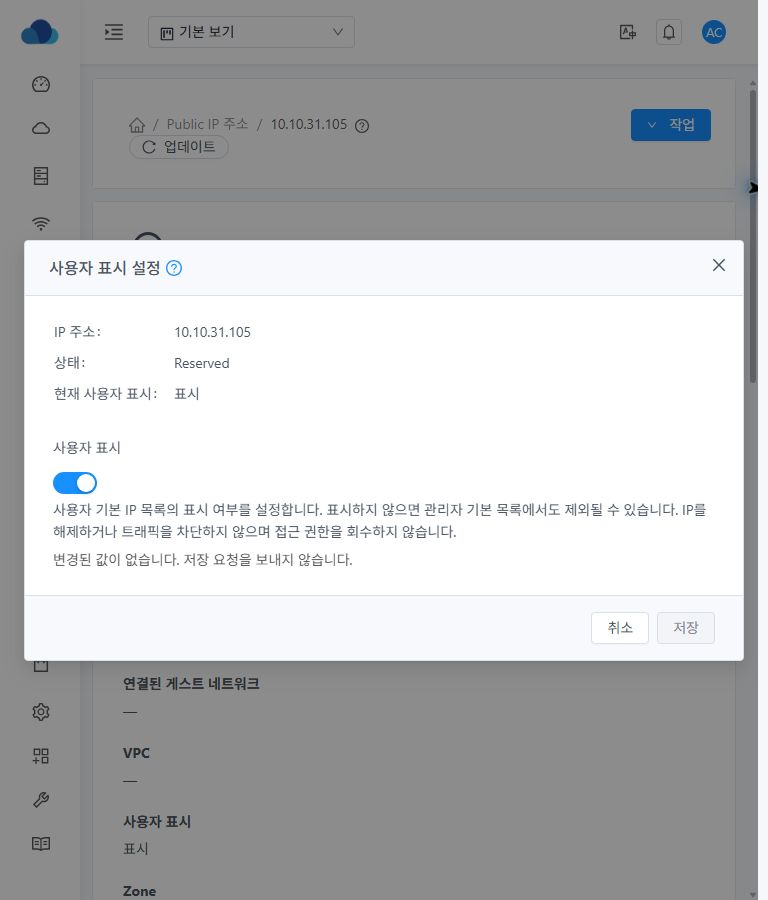 기본 보기
AC
/ Public IP 주소 / 10.10.31.105
작업
업데이트
사용자 표시 설정
IP 주소:
10.10.31.105
상태:
Reserved
현재 사용자 표시:
표시
사용자 표시
사용자 기본 IP 목록의 표시 여부를 설정합니다. 표시하지 않으면 관리자 기본 목록에서도 제외될 수 있습니다. IP를
해제하거나 트래픽을 차단하지 않으며 접근 권한을 회수하지 않습니다.
변경된 값이 없습니다. 저장 요청을 보내지 않습니다.
취소
저장
연결된 게스트 네트워크
—
VPC
—
사용자 표시
표시
Zone